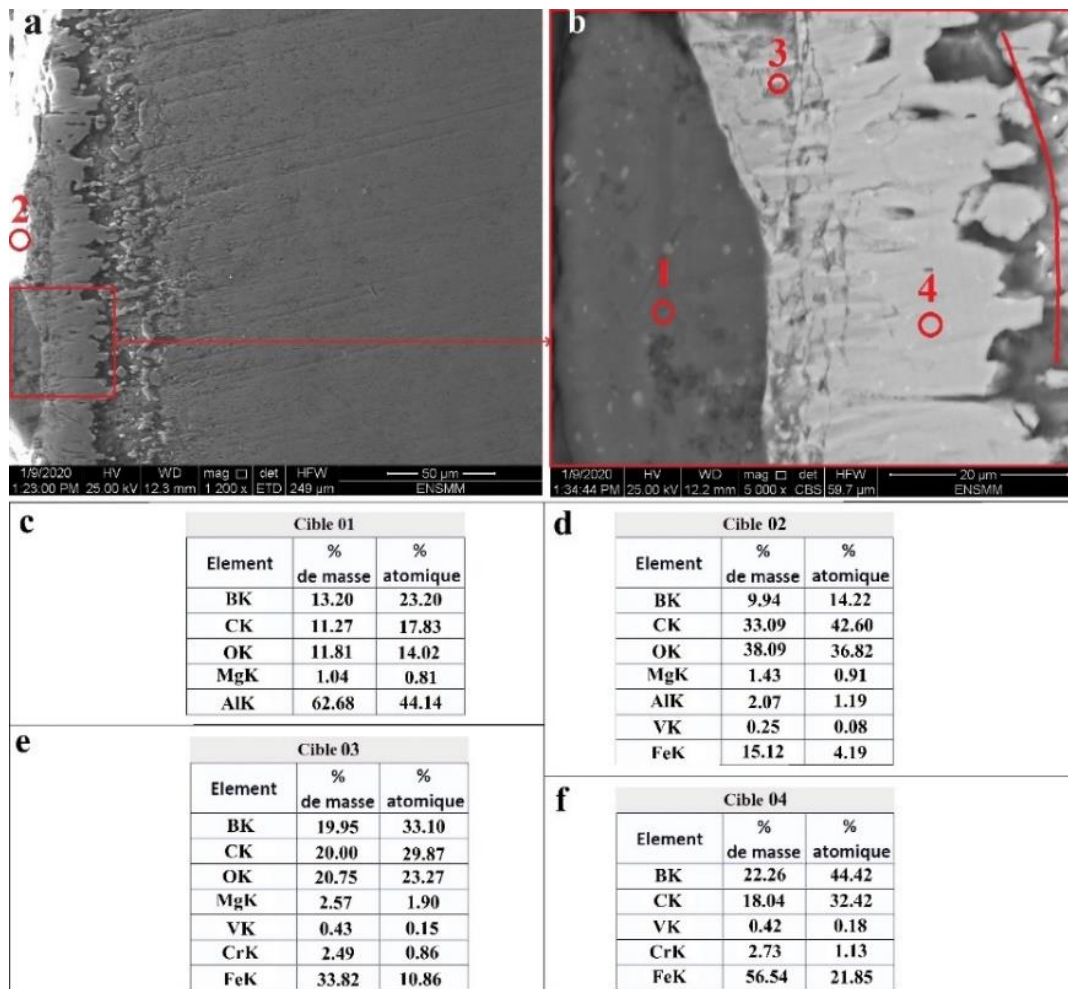 a
2
1/9/2020 HV WD mag □ det HFW 50 µm
1:23:00 PM 25.00 kV 12.3 mm 1 200 x ETD 249 µm ENSMM
b
3
1
4
1/9/2020 HV WD mag □ det HFW 20 µm
1:34:44 PM 25.00 kV 12.2 mm 5 000 x CBS 59.7 µm ENSMM
c
Cible 01
Element % de masse % atomique
BK 13.20 23.20
CK 11.27 17.83
OK 11.81 14.02
MgK 1.04 0.81
AlK 62.68 44.14
d
Cible 02
Element % de masse % atomique
BK 9.94 14.22
CK 33.09 42.60
OK 38.09 36.82
MgK 1.43 0.91
AlK 2.07 1.19
VK 0.25 0.08
FeK 15.12 4.19
e
Cible 03
Element % de masse % atomique
BK 19.95 33.10
CK 20.00 29.87
OK 20.75 23.27
MgK 2.57 1.90
VK 0.43 0.15
CrK 2.49 0.86
FeK 33.82 10.86
f
Cible 04
Element % de masse % atomique
BK 22.26 44.42
CK 18.04 32.42
VK 0.42 0.18
CrK 2.73 1.13
FeK 56.54 21.85